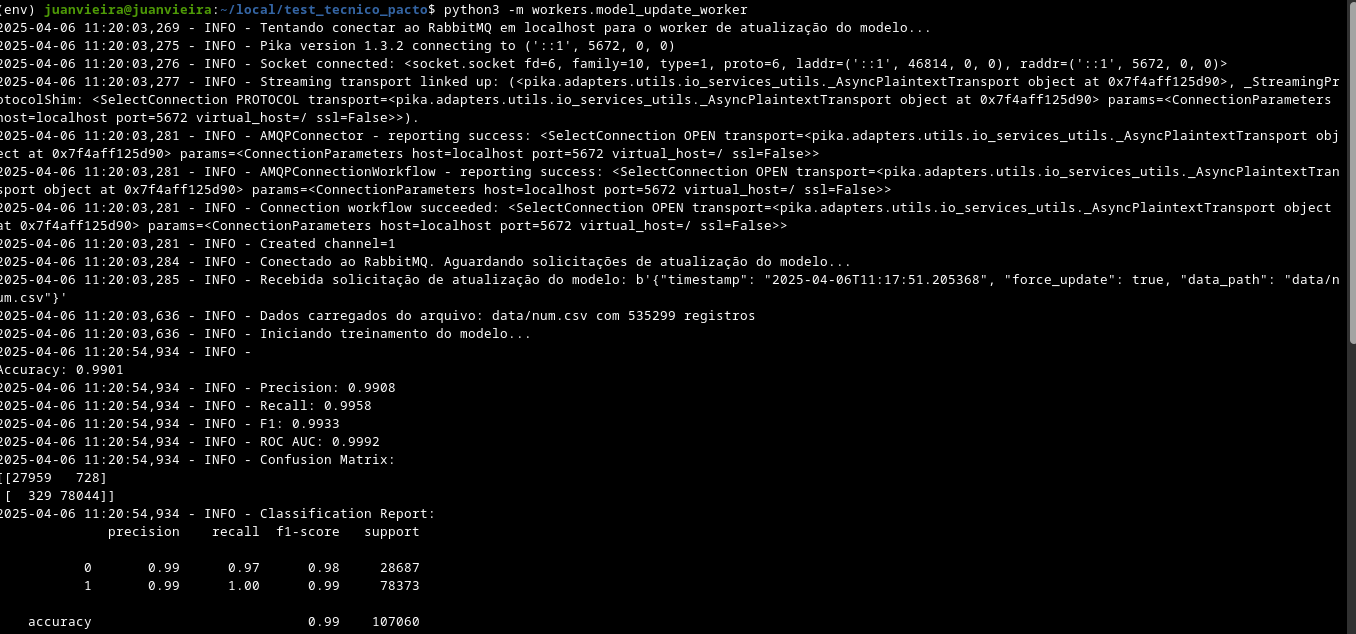 (env) juanvieira@juanvieira:~/local/test_tecnico_pacto$ python3 -m workers.model_update_worker
2025-04-06 11:20:03,269 - INFO - Tentando conectar ao RabbitMQ em localhost para o worker de atualização do modelo...
2025-04-06 11:20:03,275 - INFO - Pika version 1.3.2 connecting to ('::1', 5672, 0, 0)
2025-04-06 11:20:03,276 - INFO - Socket connected: <socket.socket fd=6, family=10, type=1, proto=6, laddr=('::1', 46814, 0, 0), raddr=('::1', 5672, 0, 0)>
2025-04-06 11:20:03,277 - INFO - Streaming transport linked up: (<pika.adapters.utils.io_services_utils._AsyncPlaintextTransport object at 0x7f4aff125d90>, _StreamingPr
otocolShim: <SelectConnection PROTOCOL transport=<pika.adapters.utils.io_services_utils._AsyncPlaintextTransport object at 0x7f4aff125d90> params=<ConnectionParameters
host=localhost port=5672 virtual_host=/ ssl=False>>).
2025-04-06 11:20:03,281 - INFO - AMQPConnector - reporting success: <SelectConnection OPEN transport=<pika.adapters.utils.io_services_utils._AsyncPlaintextTransport obj
ect at 0x7f4aff125d90> params=<ConnectionParameters host=localhost port=5672 virtual_host=/ ssl=False>>
2025-04-06 11:20:03,281 - INFO - AMQPConnectionWorkflow - reporting success: <SelectConnection OPEN transport=<pika.adapters.utils.io_services_utils._AsyncPlaintextTran
sport object at 0x7f4aff125d90> params=<ConnectionParameters host=localhost port=5672 virtual_host=/ ssl=False>>
2025-04-06 11:20:03,281 - INFO - Connection workflow succeeded: <SelectConnection OPEN transport=<pika.adapters.utils.io_services_utils._AsyncPlaintextTransport object
at 0x7f4aff125d90> params=<ConnectionParameters host=localhost port=5672 virtual_host=/ ssl=False>>
2025-04-06 11:20:03,281 - INFO - Created channel=1
2025-04-06 11:20:03,284 - INFO - Conectado ao RabbitMQ. Aguardando solicitações de atualização do modelo...
2025-04-06 11:20:03,285 - INFO - Recebida solicitação de atualização do modelo: b'{"timestamp": "2025-04-06T11:17:51.205368", "force_update": true, "data_path": "data/n
um.csv"}'
2025-04-06 11:20:03,636 - INFO - Dados carregados do arquivo: data/num.csv com 535299 registros
2025-04-06 11:20:03,636 - INFO - Iniciando treinamento do modelo...
2025-04-06 11:20:54,934 - INFO -
Accuracy: 0.9901
2025-04-06 11:20:54,934 - INFO - Precision: 0.9908
2025-04-06 11:20:54,934 - INFO - Recall: 0.9958
2025-04-06 11:20:54,934 - INFO - F1: 0.9933
2025-04-06 11:20:54,934 - INFO - ROC AUC: 0.9992
2025-04-06 11:20:54,934 - INFO - Confusion Matrix:
[[27959   728]
 [  329 78044]]
2025-04-06 11:20:54,934 - INFO - Classification Report:
              precision    recall  f1-score   support
           0       0.99      0.97      0.98     28687
           1       0.99      1.00      0.99     78373
    accuracy                           0.99    107060